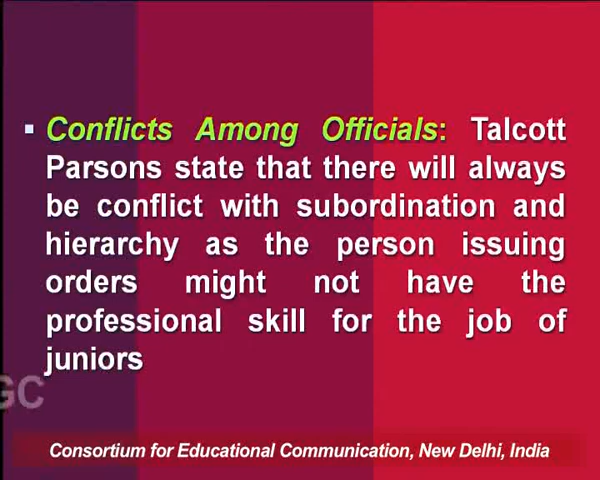 ▪ Conflicts Among Officials: Talcott
Parsons state that there will always
be conflict with subordination and
hierarchy as the person issuing
orders might not have the
professional skill for the job of
juniors
GC
Consortium for Educational Communication, New Delhi, India